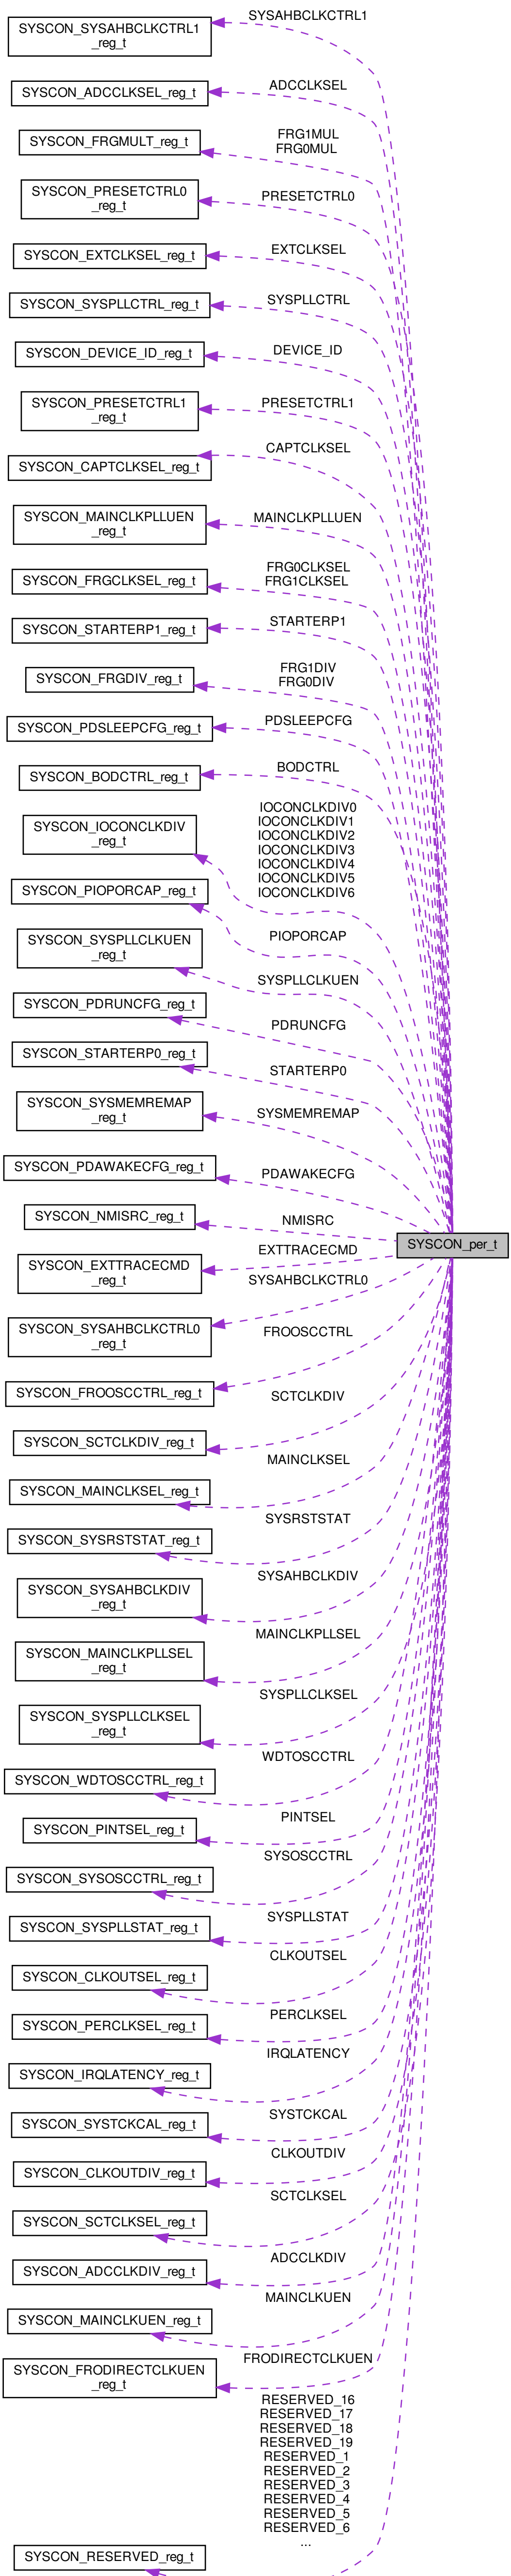 SYSAHBCLKCTRL1
SYSCON_SYSAHBCLKCTRL1
_reg_t
ADCCLKSEL
SYSCON_ADCCLKSEL_reg_t
FRG1MUL
FRG0MUL
SYSCON_FRGMULT_reg_t
PRESETCTRL0
SYSCON_PRESETCTRL0
_reg_t
EXTCLKSEL
SYSCON_EXTCLKSEL_reg_t
SYSPLLCTRL
SYSCON_SYSPLLCTRL_reg_t
DEVICE_ID
SYSCON_DEVICE_ID_reg_t
PRESETCTRL1
SYSCON_PRESETCTRL1
_reg_t
CAPTCLKSEL
SYSCON_CAPTCLKSEL_reg_t
MAINCLKPLLUEN
SYSCON_MAINCLKPLLUEN
_reg_t
FRG0CLKSEL
FRG1CLKSEL
SYSCON_FRGCLKSEL_reg_t
STARTERP1
SYSCON_STARTERP1_reg_t
FRG1DIV
FRG0DIV
SYSCON_FRGDIV_reg_t
PDSLEEPCFG
SYSCON_PDSLEEPCFG_reg_t
BODCTRL
SYSCON_BODCTRL_reg_t
IOCONCLKDIV0
IOCONCLKDIV1
IOCONCLKDIV2
IOCONCLKDIV3
IOCONCLKDIV4
IOCONCLKDIV5
IOCONCLKDIV6
SYSCON_IOCONCLKDIV
_reg_t
PIOPORCAP
SYSCON_PIOPORCAP_reg_t
SYSPLLCLKUEN
SYSCON_SYSPLLCLKUEN
_reg_t
PDRUNCFG
SYSCON_PDRUNCFG_reg_t
STARTERP0
SYSCON_STARTERP0_reg_t
SYSMEMREMAP
SYSCON_SYSMEMREMAP
_reg_t
PDAWAKECFG
SYSCON_PDAWAKECFG_reg_t
NMISRC
SYSCON_NMISRC_reg_t
SYSCON_per_t
EXTTRACECMD
SYSCON_EXTTRACECMD
_reg_t
SYSAHBCLKCTRL0
SYSCON_SYSAHBCLKCTRL0
_reg_t
FROOSCCTRL
SYSCON_FROOSCCTRL_reg_t
SCTCLKDIV
SYSCON_SCTCLKDIV_reg_t
MAINCLKSEL
SYSCON_MAINCLKSEL_reg_t
SYSRSTSTAT
SYSCON_SYSRSTSTAT_reg_t
SYSAHBCLKDIV
SYSCON_SYSAHBCLKDIV
_reg_t
MAINCLKPLLSEL
SYSCON_MAINCLKPLLSEL
_reg_t
SYSPLLCLKSEL
SYSCON_SYSPLLCLKSEL
_reg_t
WDTOSCCTRL
SYSCON_WDTOSCCTRL_reg_t
PINTSEL
SYSCON_PINTSEL_reg_t
SYSOSCCTRL
SYSCON_SYSOSCCTRL_reg_t
SYSPLLSTAT
SYSCON_SYSPLLSTAT_reg_t
CLKOUTSEL
SYSCON_CLKOUTSEL_reg_t
PERCLKSEL
SYSCON_PERCLKSEL_reg_t
IRQLATENCY
SYSCON_IRQLATENCY_reg_t
SYSTCKCAL
SYSCON_SYSTCKCAL_reg_t
CLKOUTDIV
SYSCON_CLKOUTDIV_reg_t
SCTCLKSEL
SYSCON_SCTCLKSEL_reg_t
ADCCLKDIV
SYSCON_ADCCLKDIV_reg_t
MAINCLKUEN
SYSCON_MAINCLKUEN_reg_t
FRODIRECTCLKUEN
SYSCON_FRODIRECTCLKUEN
_reg_t
RESERVED_16
RESERVED_17
RESERVED_18
RESERVED_19
RESERVED_1
RESERVED_2
RESERVED_3
RESERVED_4
RESERVED_5
RESERVED_6
...
SYSCON_RESERVED_reg_t